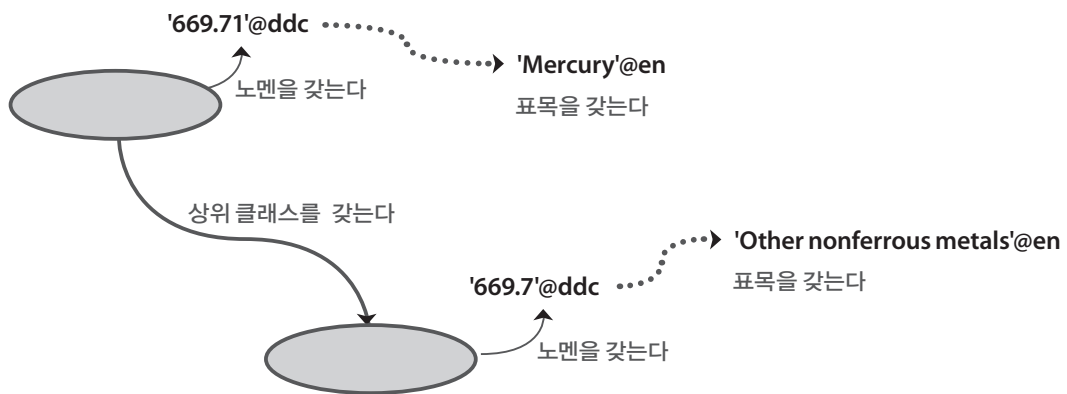 '669.71'@ddc
'Mercury'@en
노멘을 갖는다
표목을 갖는다
상위 클래스를 갖는다
'Other nonferrous metals'@en
'669.7'@ddc
표목을 갖는다
노멘을 갖는다